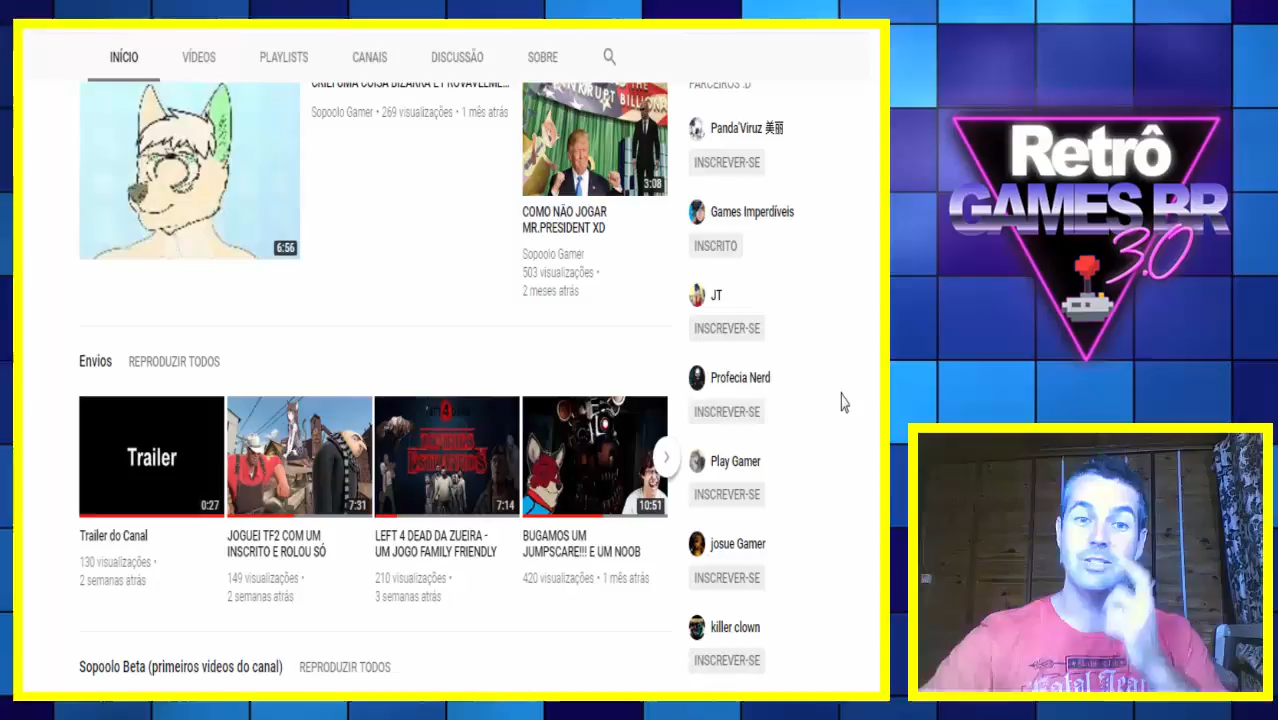 INÍCIO VÍDEOS PLAYLISTS CANAIS DISCUSSÃO SOBRE
Sopoolo Gamer • 269 visualizações • 1 mês atrás
6:56
3:08
COMO NÃO JOGAR
MR.PRESIDENT XD
Sopoolo Gamer
503 visualizações •
2 meses atrás
Envios REPRODUZIR TODOS
Trailer
0:27
7:31
7:14
10:51
Trailer do Canal
130 visualizações •
2 semanas atrás
JOGUEI TF2 COM UM
INSCRITO E ROLOU SÓ
149 visualizações •
2 semanas atrás
LEFT 4 DEAD DA ZUEIRA -
UM JOGO FAMILY FRIENDLY
210 visualizações •
3 semanas atrás
BUGAMOS UM
JUMPSCARE!!! E UM NOOB
420 visualizações • 1 mês atrás
Sopoolo Beta (primeiros videos do canal) REPRODUZIR TODOS
PARCEIROS :D
Panda'Viruz 美丽
INSCREVER-SE
Games Imperdíveis
INSCRITO
JT
INSCREVER-SE
Profecia Nerd
INSCREVER-SE
Play Gamer
INSCREVER-SE
josue Gamer
INSCREVER-SE
killer clown
INSCREVER-SE
Retrô
GAMES BR
3.0